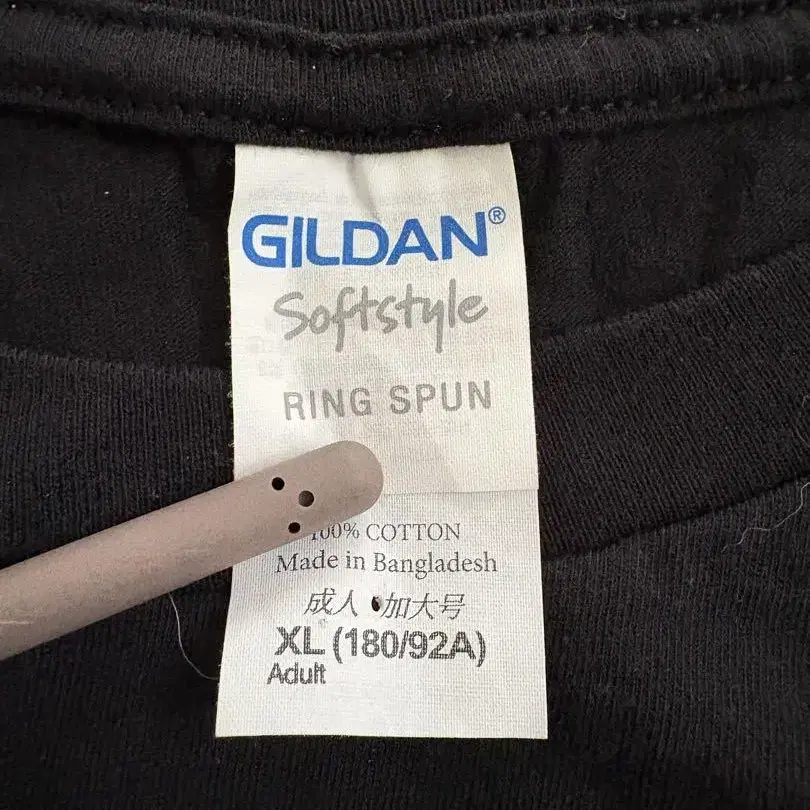 GILDAN®
Softstyle
RING SPUN
100% COTTON
Made in Bangladesh
成人 加大号
XL (180/92A)
Adult